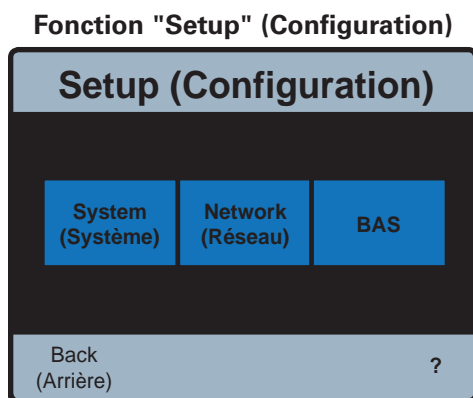 Fonction "Setup" (Configuration)
Setup (Configuration)
System
(Système)
Network
(Réseau)
BAS
Back
(Arrière)
?